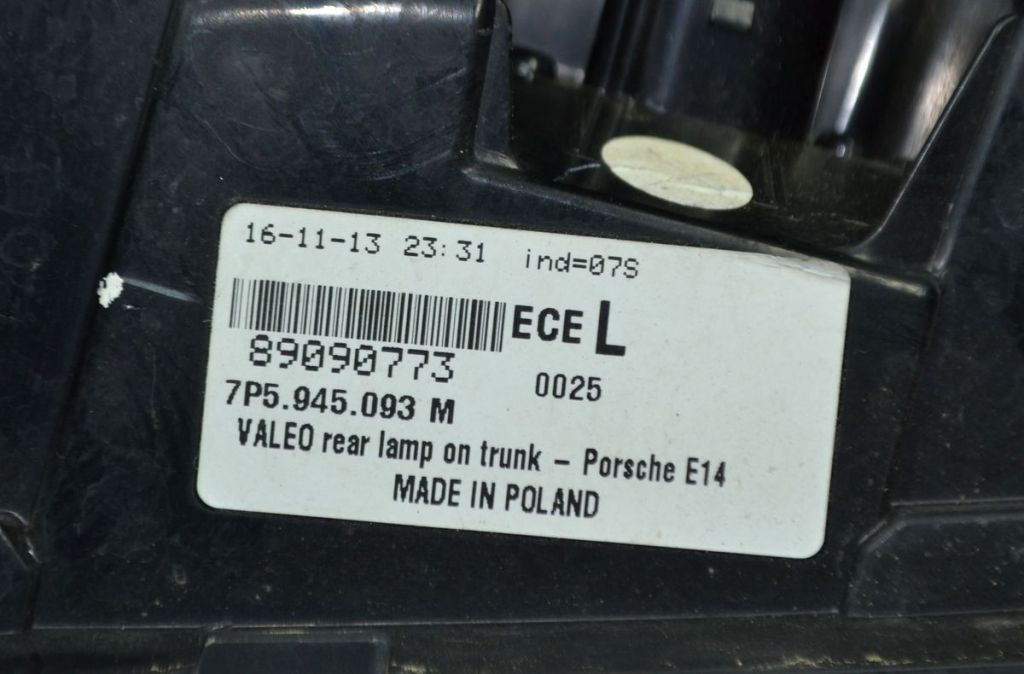 16-11-13 23:31 ind=07S
ECE L
89090773
0025
7P5.945.093 M
VALEO rear lamp on trunk – Porsche E14
MADE IN POLAND